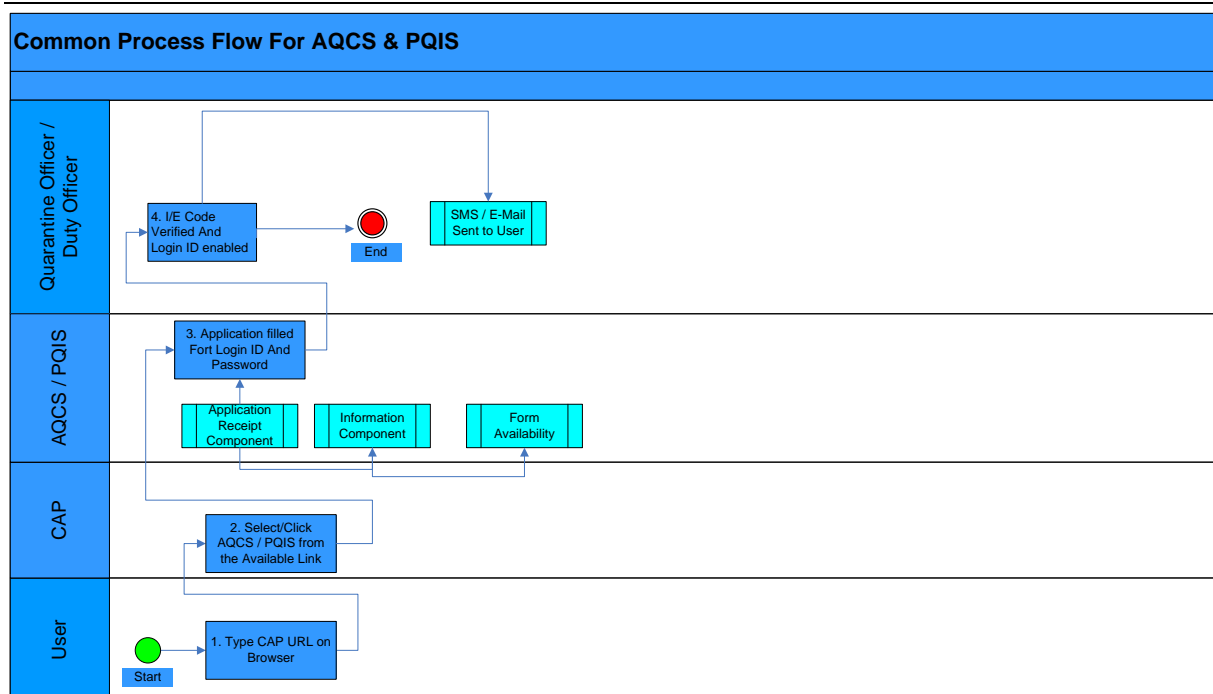 Common Process Flow For AQCS & PQIS
Quarantine Officer /
Duty Officer
4. I/E Code
Verified And
Login ID enabled
End
SMS / E-Mail
Sent to User
AQCS / PQIS
3. Application filled
Fort Login ID And
Password
Application
Receipt
Component
Information
Component
Form
Availability
CAP
2. Select/Click
AQCS / PQIS from
the Available Link
User
Start
1. Type CAP URL on
Browser